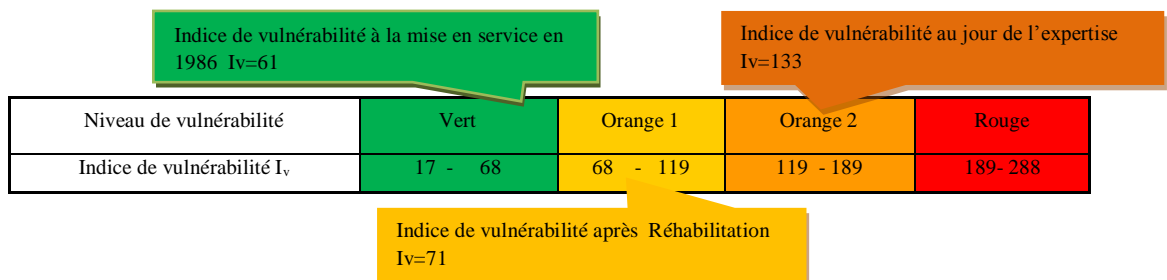 Indice de vulnérabilité à la mise en service en
1986 Iv=61
Indice de vulnérabilité au jour de l'expertise
Iv=133
Niveau de vulnérabilité Vert Orange 1 Orange 2 Rouge
Indice de vulnérabilité Iv 17 - 68 68 - 119 119 - 189 189- 288
Indice de vulnérabilité après Réhabilitation
Iv=71